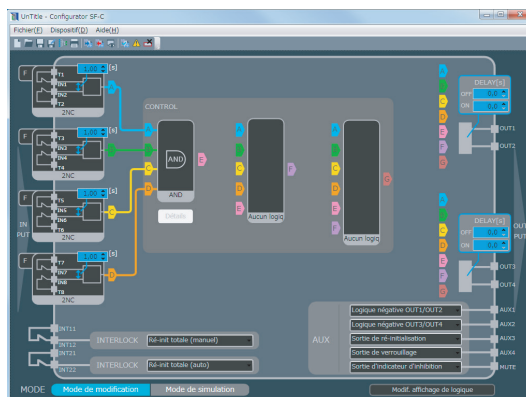 UnTitle - Configurator SF-C
Fichier(F) Dispositif(D) Aide(H)
F T1 IN1 IN2 T2 2NC 1,00 [s] A
F T3 IN3 IN4 T4 2NC 1,00 [s] B
F T5 IN5 IN6 T6 2NC 1,00 [s] C
F T7 IN7 IN8 T8 2NC 1,00 [s] D
IN
PUT
CONTROL
A B C D
AND
AND
E
Détails
A B C D E
Aucun logiq
F
A B C D E F
Aucun logiq
G
A B C D E F G
DELAY[s]
OFF 0,0
ON 0,0
OUT1
OUT2
A B C D E F G
DELAY[s]
OFF 0,0
ON 0,0
OUT3
OUT4
OUT
PUT
INT11
INT12
INTERLOCK Ré-init totale (manuel)
INT21
INT22
INTERLOCK Ré-init totale (auto)
AUX
Logique négative OUT1/OUT2 AUX1
Logique négative OUT3/OUT4 AUX2
Sortie de ré-initialisation AUX3
Sortie de verrouillage AUX4
Sortie d'indicateur d'inhibition MUTE
MODE Mode de modification Mode de simulation Modif. affichage de logique